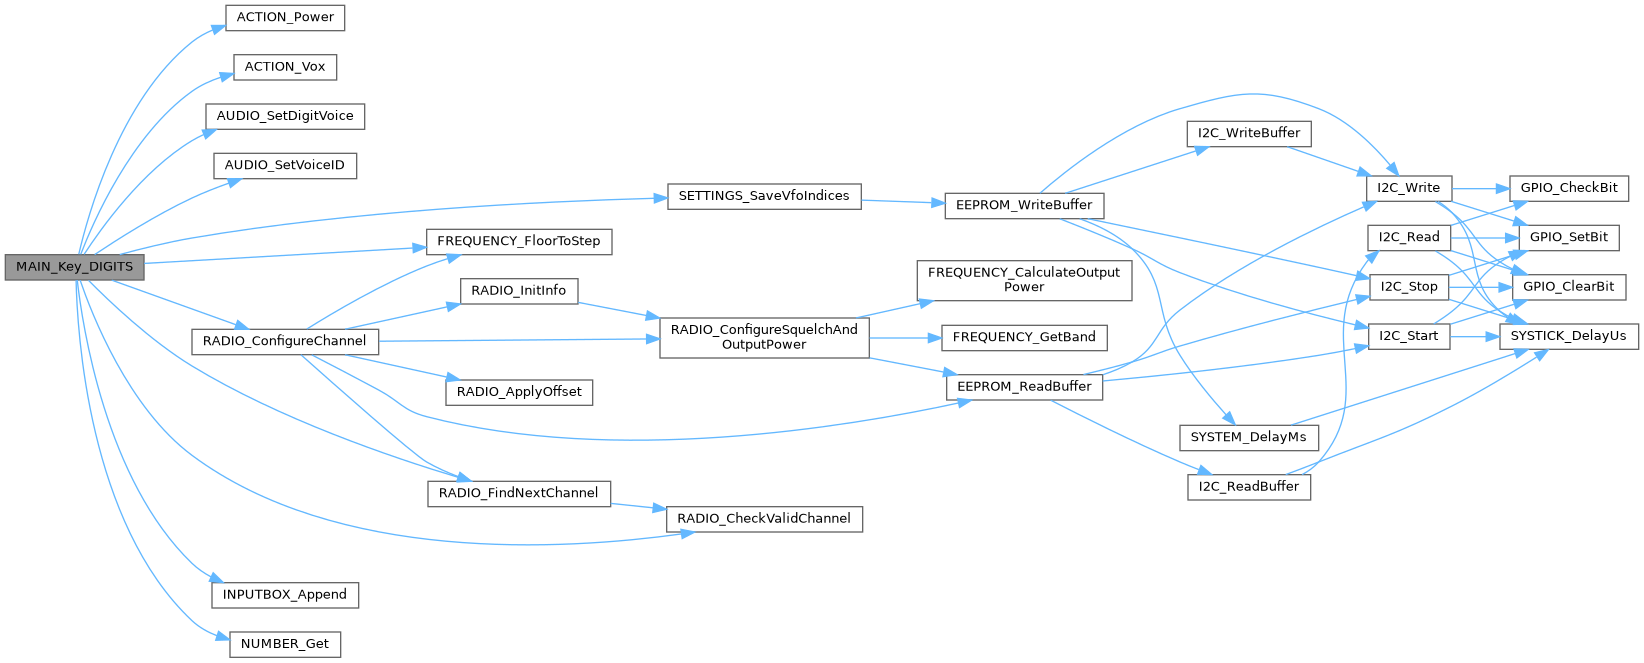 ACTION_Power
ACTION_Vox
AUDIO_SetDigitVoice
AUDIO_SetVoiceID
MAIN_Key_DIGITS
RADIO_ConfigureChannel
INPUTBOX_Append
NUMBER_Get
FREQUENCY_FloorToStep
RADIO_InitInfo
RADIO_ApplyOffset
RADIO_FindNextChannel
SETTINGS_SaveVfoIndices
RADIO_ConfigureSquelchAnd
OutputPower
RADIO_CheckValidChannel
EEPROM_WriteBuffer
FREQUENCY_CalculateOutput
Power
FREQUENCY_GetBand
EEPROM_ReadBuffer
I2C_WriteBuffer
SYSTEM_DelayMs
I2C_ReadBuffer
I2C_Write
I2C_Read
I2C_Stop
I2C_Start
GPIO_CheckBit
GPIO_SetBit
GPIO_ClearBit
SYSTICK_DelayUs